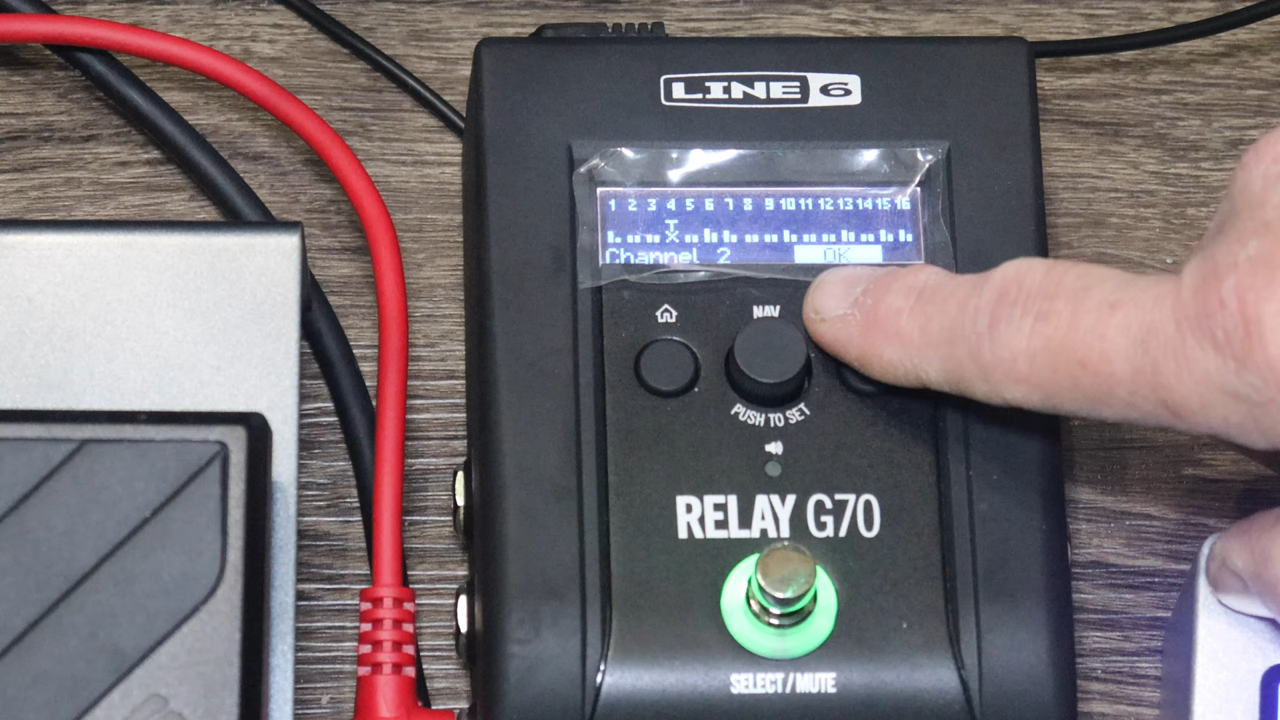 LINE 6
1 2 3 4 5 6 7 8 9 10 11 12 13 14 15 16
TX
Channel 2 OK
NAV
PUSH TO SET
RELAY G70
SELECT/MUTE